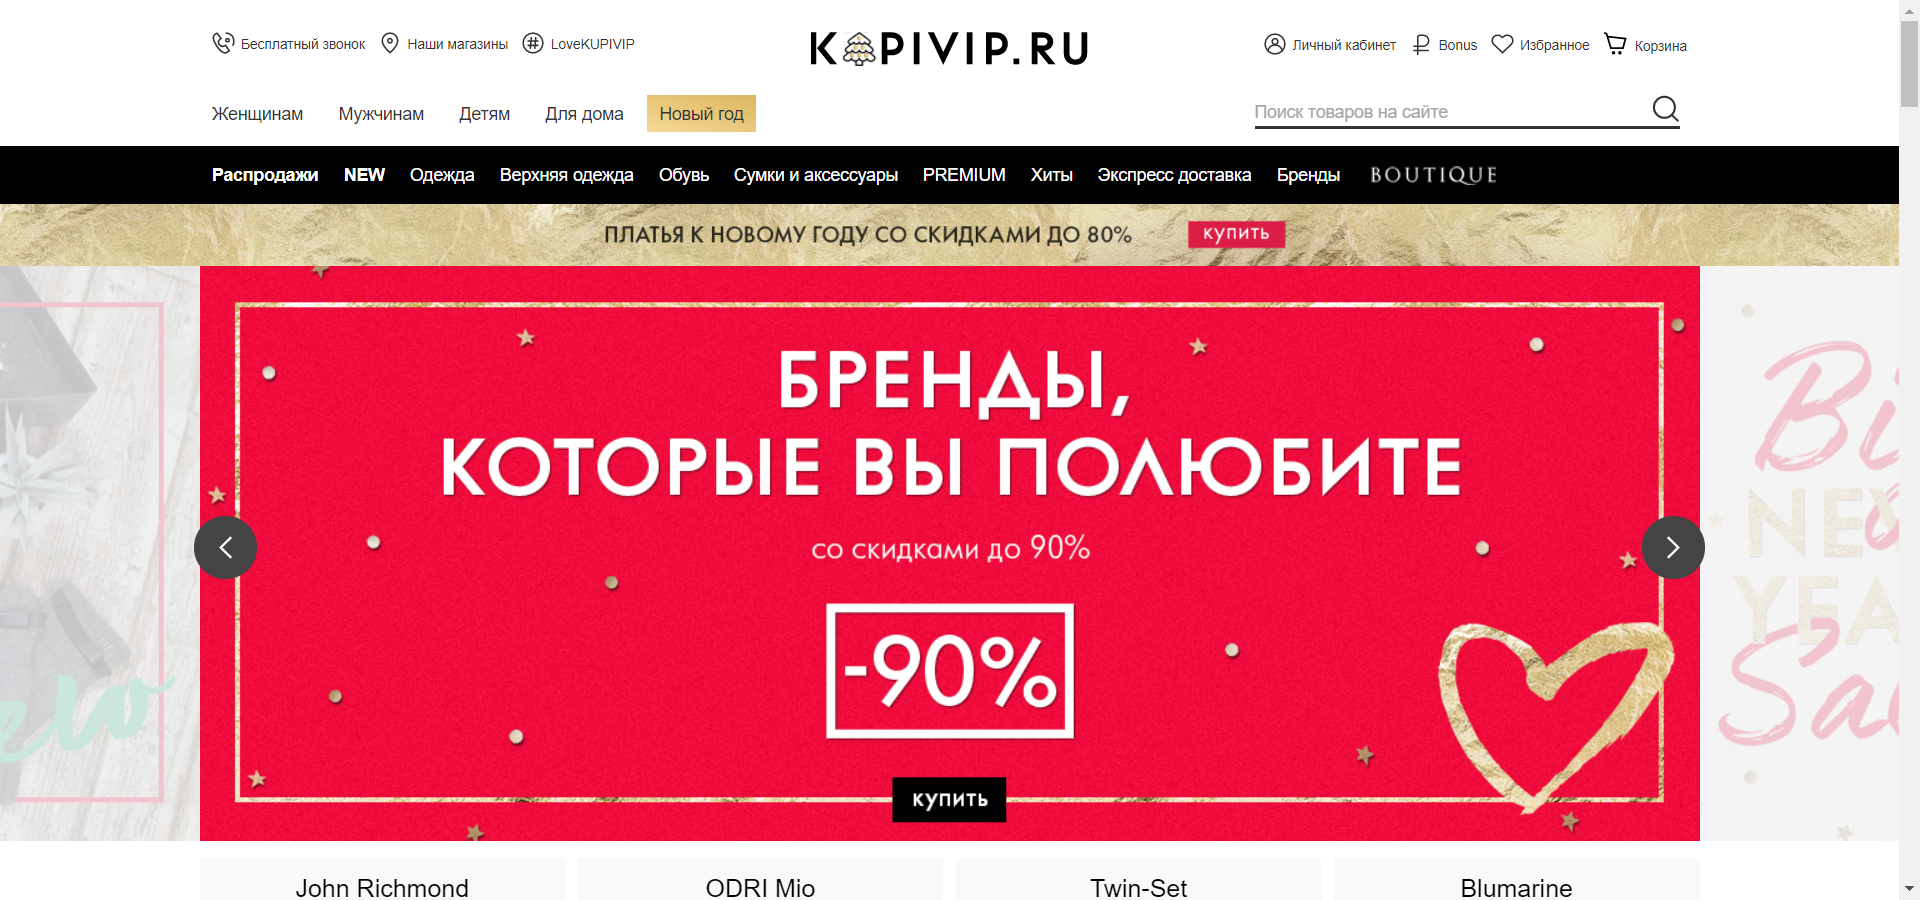 Бесплатный звонок Наши магазины LoveKUPIVIP
KUPIVIP.RU
Личный кабинет Bonus Избранное Корзина
Женщинам Мужчинам Детям Для дома Новый год
Поиск товаров на сайте
Распродажи NEW Одежда Верхняя одежда Обувь Сумки и аксессуары PREMIUM Хиты Экспресс доставка Бренды BOUTIQUE
ПЛАТЬЯ К НОВОМУ ГОДУ СО СКИДКАМИ ДО 80% купить
БРЕНДЫ,
КОТОРЫЕ ВЫ ПОЛЮБИТЕ
со скидками до 90%
-90%
купить
NEW
YEA
Sa
John Richmond ODRI Mio Twin-Set Blumarine